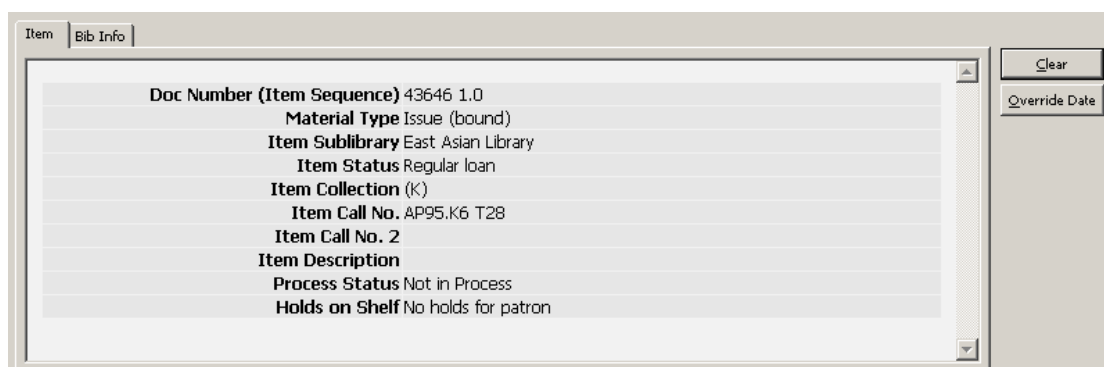 Item Bib Info
Clear
Override Date
Doc Number (Item Sequence) 43646 1.0
Material Type Issue (bound)
Item Sublibrary East Asian Library
Item Status Regular loan
Item Collection (K)
Item Call No. AP95.K6 T28
Item Call No. 2
Item Description
Process Status Not in Process
Holds on Shelf No holds for patron